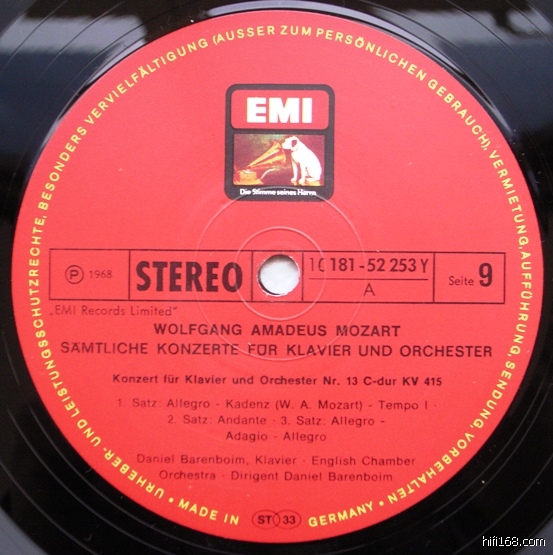 URHEBER- UND LEISTUNGSSCHUTZRECHTE, BESONDERS VERVIELFÄLTIGUNG (AUSSER ZUM PERSÖNLICHEN GEBRAUCH), VERMIETUNG, AUFFÜHRUNG, SENDUNG, VORBEHALTEN
EMI
Die Stimme seines Herrn
Ⓟ 1968
STEREO
1C 181-52 253 Y
A
Seite 9
„EMI Records Limited"
WOLFGANG AMADEUS MOZART
SÄMTLICHE KONZERTE FÜR KLAVIER UND ORCHESTER
Konzert für Klavier und Orchester Nr. 13 C-dur KV 415
1. Satz: Allegro - Kadenz (W. A. Mozart) - Tempo I ·
2. Satz: Andante · 3. Satz: Allegro -
Adagio - Allegro
Daniel Barenboim, Klavier · English Chamber
Orchestra · Dirigent Daniel Barenboim
· MADE IN ST 33 GERMANY ·
hifi168.com